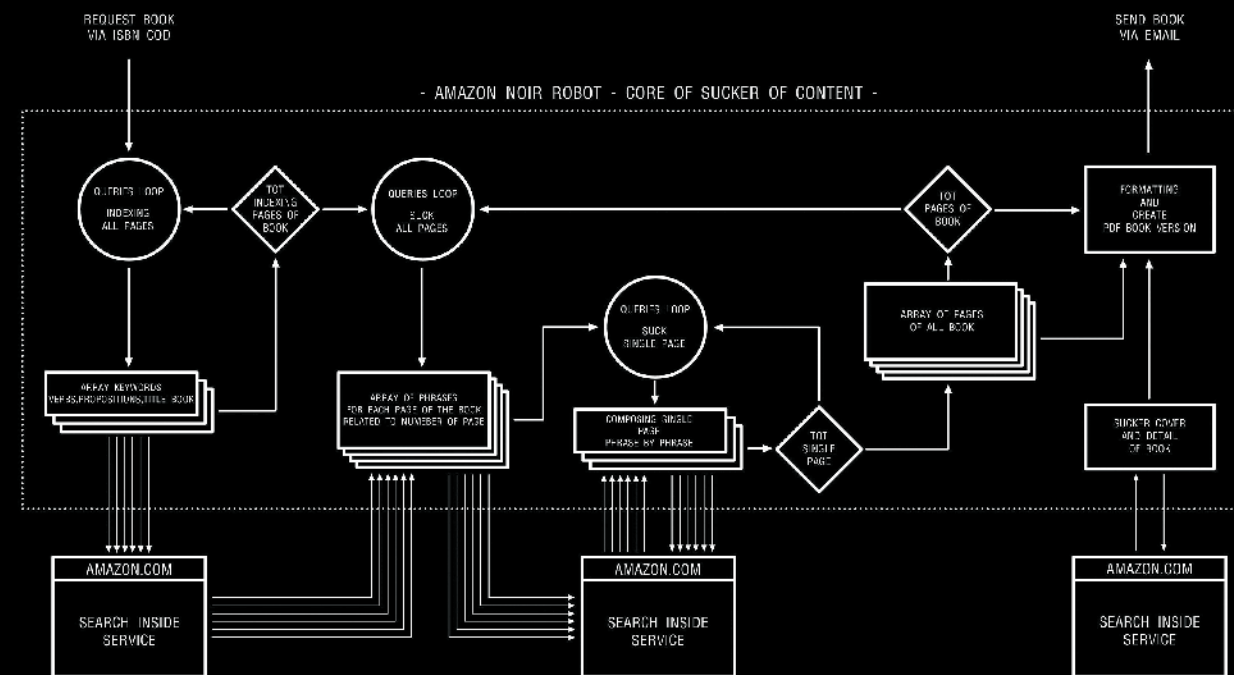 REQUEST BOOK
VIA ISBN COD
SEND BOOK
VIA EMAIL
- AMAZON NOIR ROBOT - CORE OF SUCKER OF CONTENT -
QUERIES LOOP
INDEXING
ALL PAGES
TOT
INDEXING
PAGES OF
BOOK
QUERIES LOOP
SUCK
ALL PAGES
TOT
PAGES OF
BOOK
FORMATTING
AND
CREATE
PDF BOOK VERSION
QUERIES LOOP
SUCK
SINGLE PAGE
ARRAY OF PAGES
OF ALL BOOK
ARRAY KEYWORDS
VERBS,PROPOSITIONS,TITLE BOOK
ARRAY OF PHRASES
FOR EACH PAGE OF THE BOOK
RELATED TO NUMBER OF PAGE
COMPOSING SINGLE
PAGE
PHRASE BY PHRASE
TOT
SINGLE
PAGE
SUCKER COVER
AND DETAIL
OF BOOK
AMAZON.COM
SEARCH INSIDE
SERVICE
AMAZON.COM
SEARCH INSIDE
SERVICE
AMAZON.COM
SEARCH INSIDE
SERVICE